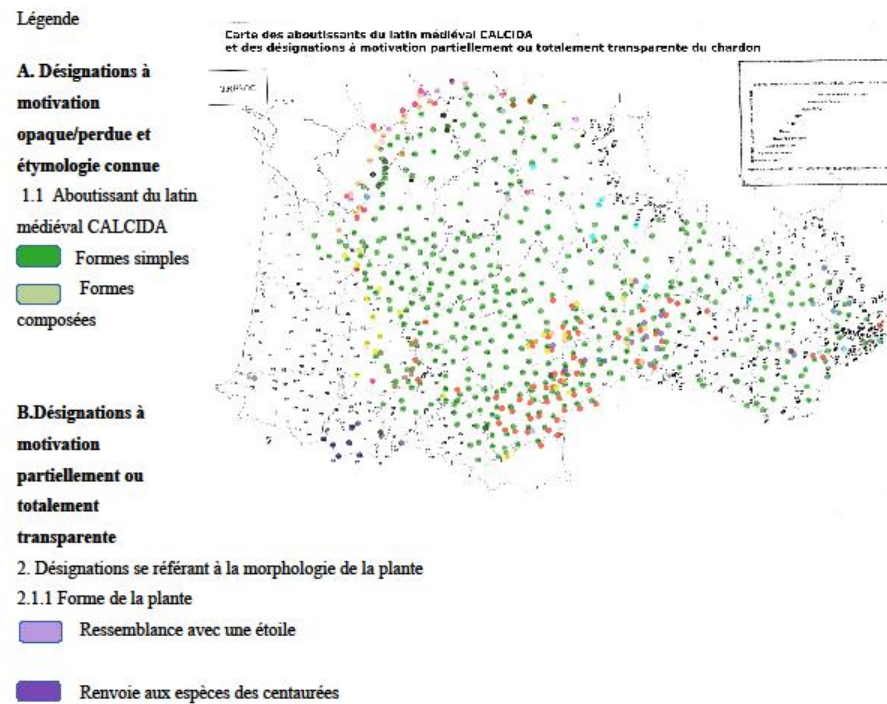 Légende
Carte des aboutissants du latin médiéval CALCIDA
et des désignations à motivation partiellement ou totalement transparente du chardon
A. Désignations à
motivation
opaque/perdue et
étymologie connue
1.1 Aboutissant du latin
médiéval CALCIDA
Formes simples
Formes
composées
B.Désignations à
motivation
partiellement ou
totalement
transparente
2. Désignations se référant à la morphologie de la plante
2.1.1 Forme de la plante
Ressemblance avec une étoile
Renvoie aux espèces des centaurées